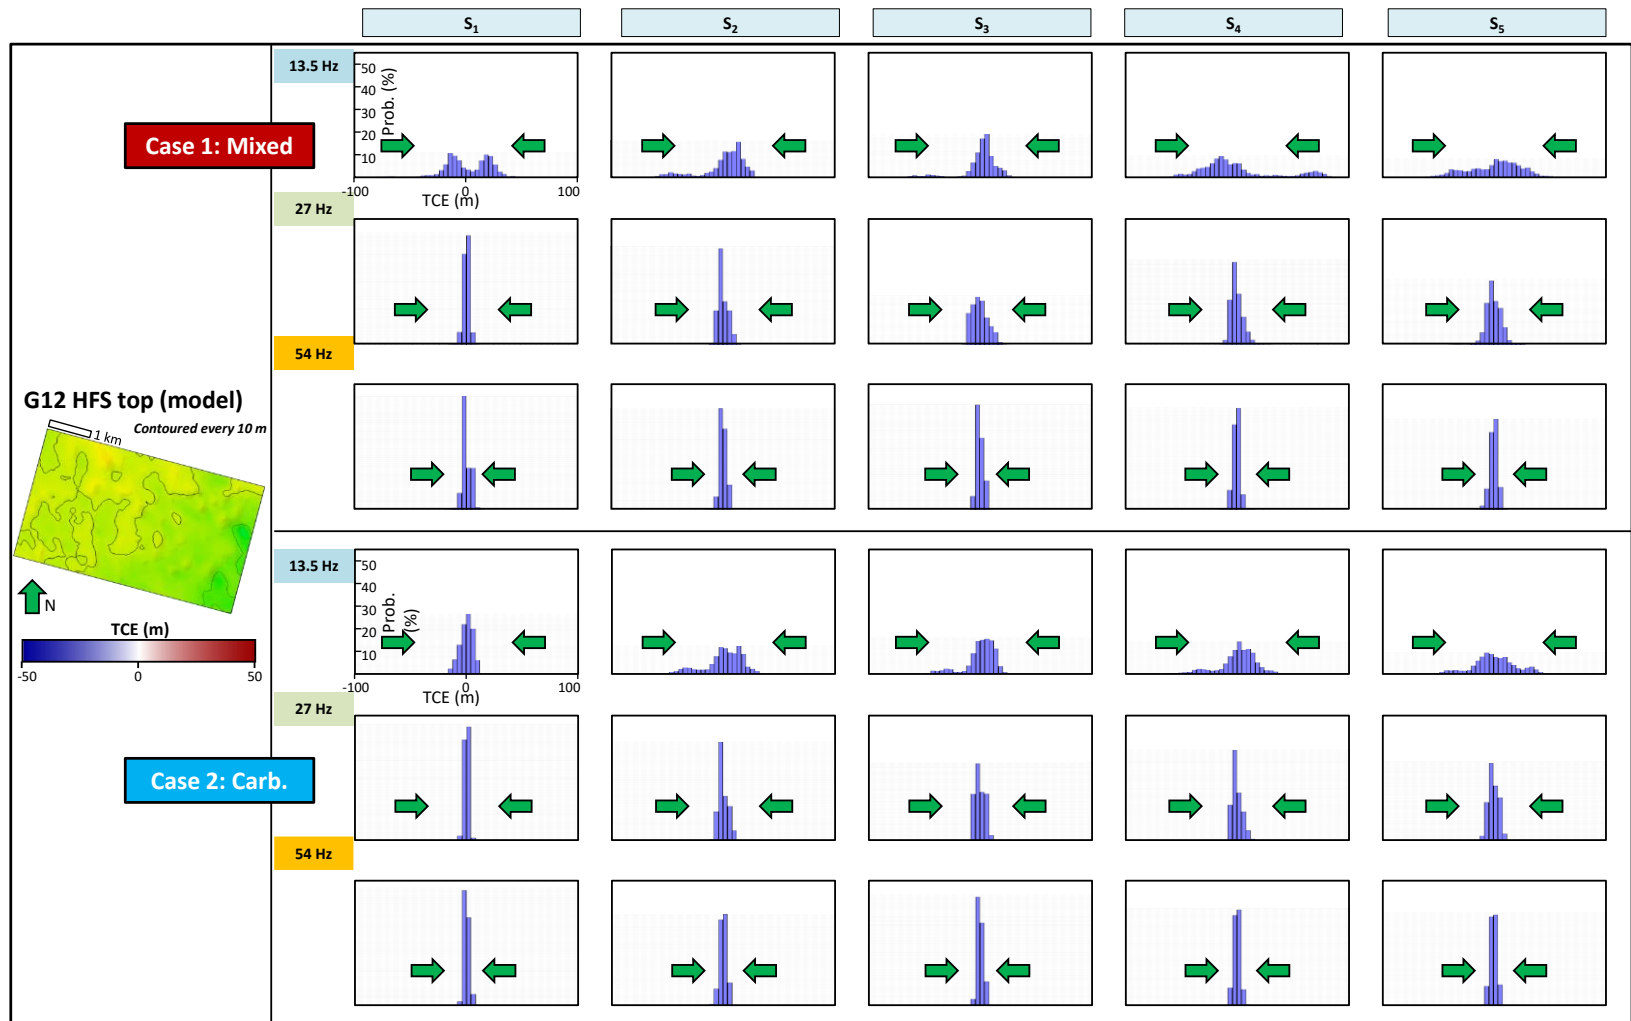 S1
S2
S3
S4
S5
13.5 Hz
50
40
30
20
10
Prob. (%)
-100
0
100
TCE (m)
Case 1: Mixed
27 Hz
54 Hz
G12 HFS top (model)
Contoured every 10 m
1 km
N
TCE (m)
-50
0
50
13.5 Hz
50
40
30
20
10
Prob.
(%)
-100
0
100
TCE (m)
27 Hz
Case 2: Carb.
54 Hz